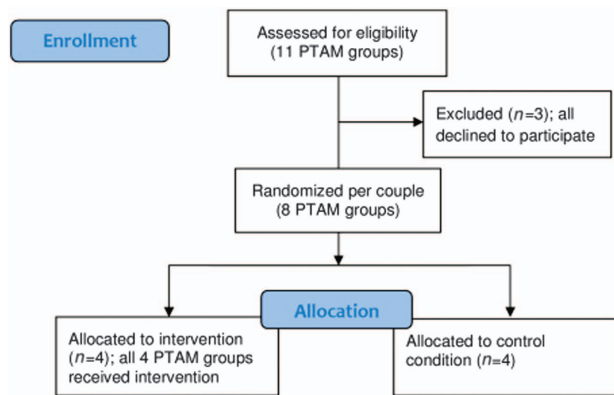 Enrollment
Assessed for eligibility
(11 PTAM groups)
Excluded (n=3); all
declined to participate
Randomized per couple
(8 PTAM groups)
Allocation
Allocated to intervention
(n=4); all 4 PTAM groups
received intervention
Allocated to control
condition (n=4)